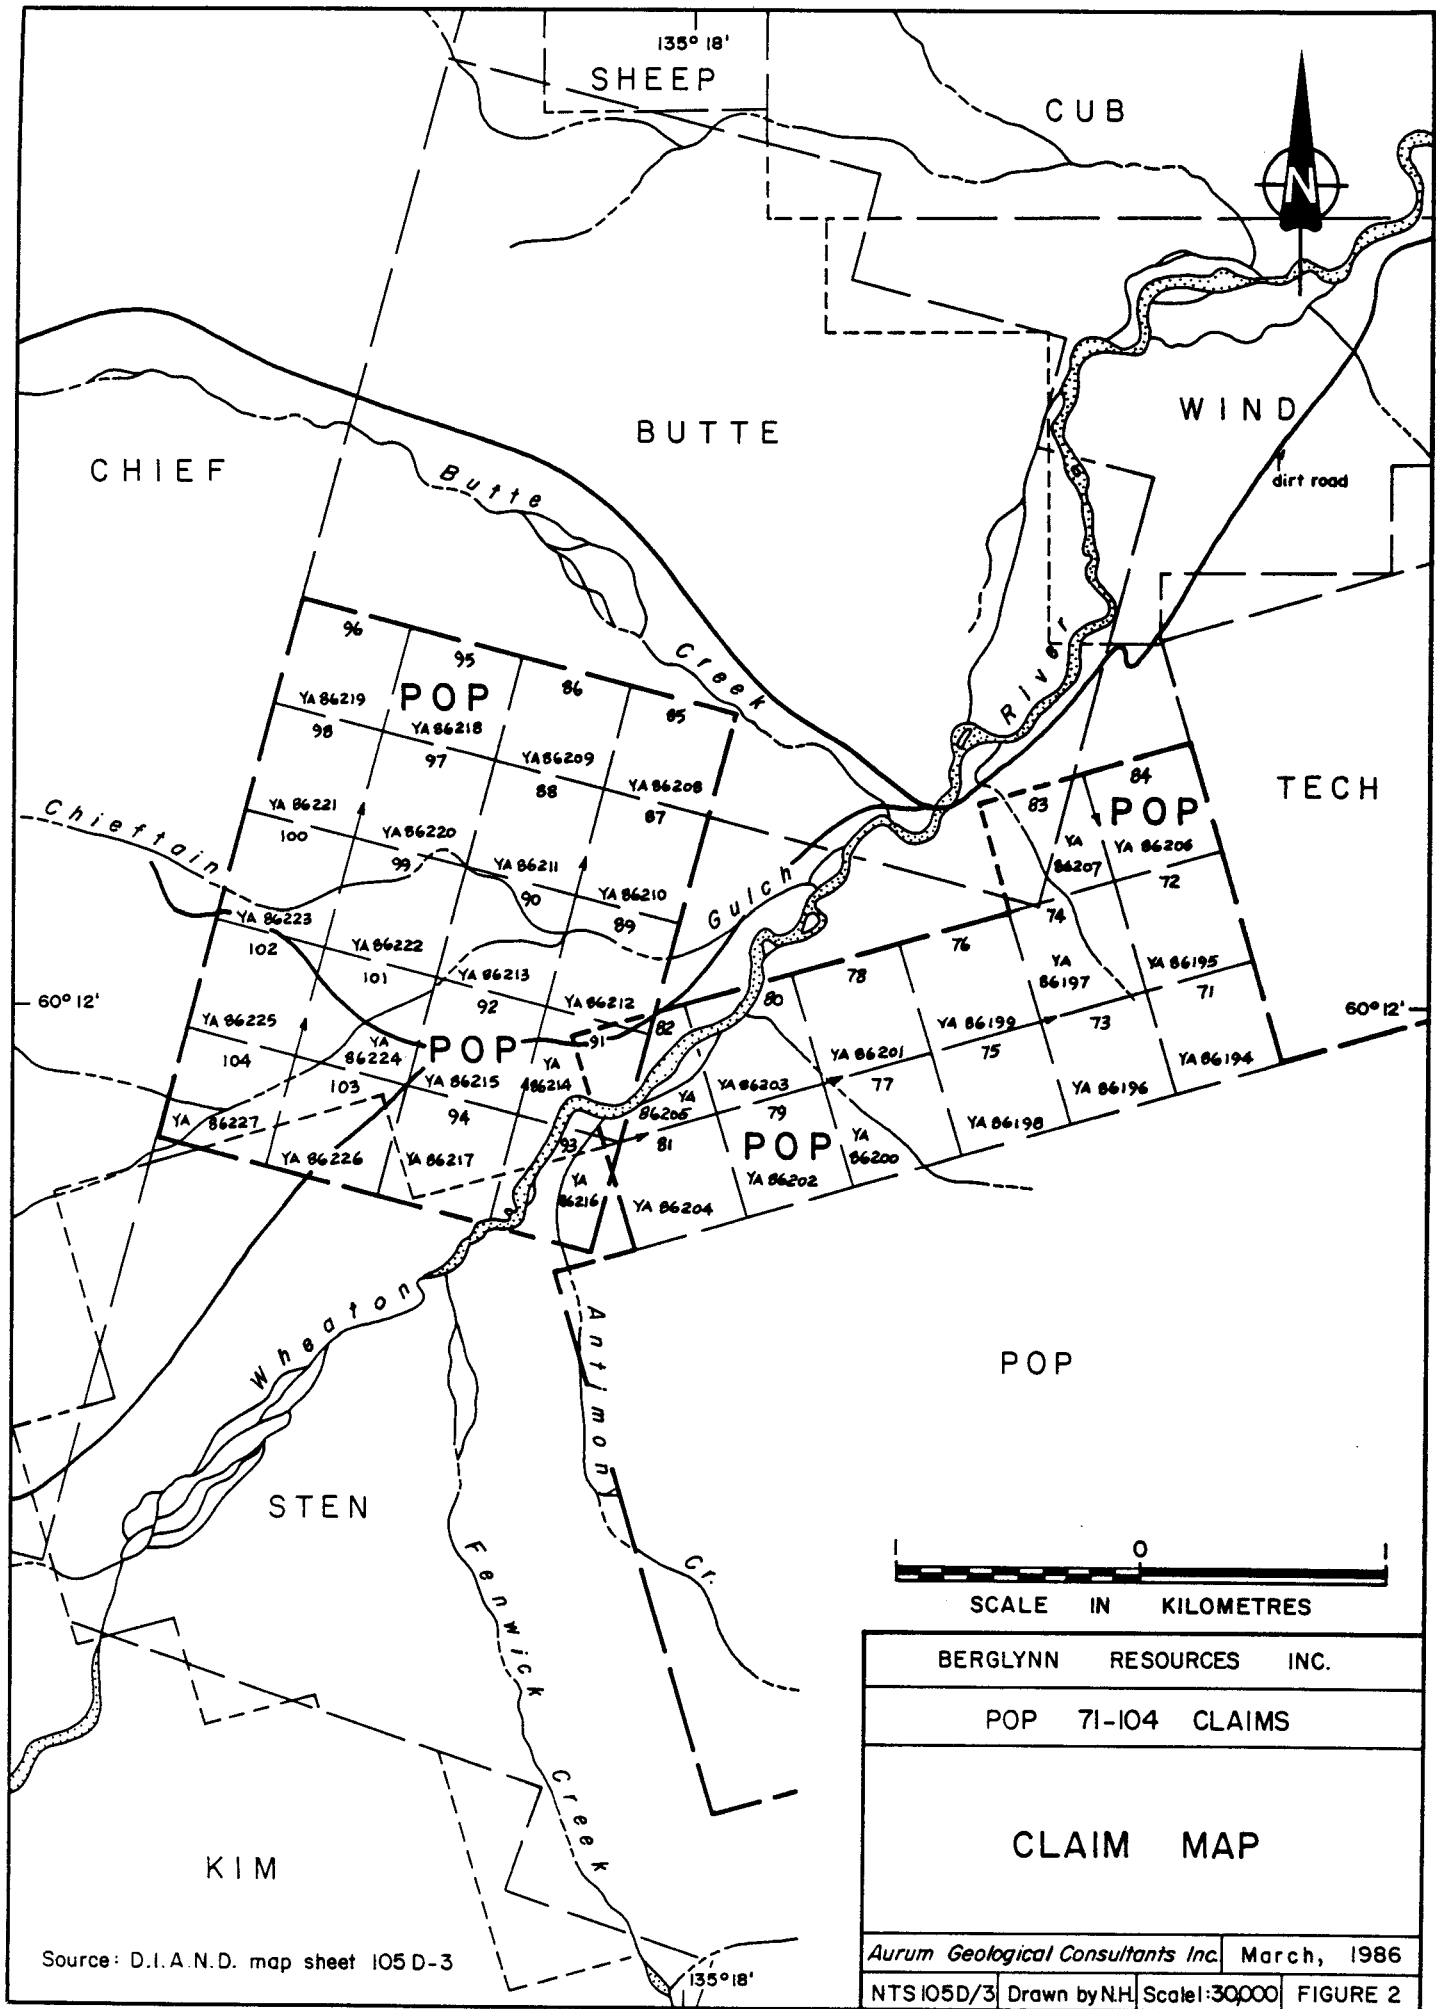 135° 18'
SHEEP
CUB
N
WIND
BUTTE
CHIEF
dirt road
Butte
Creek
River
96
95
86
85
POP
YA 86219
98
YA 86218
97
YA 86209
88
YA 86208
87
TECH
84
83
POP
YA 86206
YA
86207
72
74
Chieftain
Gulch
YA 86221
100
YA 86220
99
YA 86211
90
YA 86210
89
YA 86223
102
YA 86222
101
YA 86213
92
YA 86212
91
82
80
78
76
YA
86197
YA 86195
71
60° 12'
60° 12'
YA 86225
104
YA
86224
103
POP
YA
86214
YA 86215
94
YA 86199
75
73
YA 86201
77
YA 86203
79
YA
86205
81
YA 86194
YA 86196
YA 86198
YA
86200
POP
YA 86202
YA 86204
YA
86227
YA 86226
YA 86217
93
YA
86216
Wheaton
Antimony
Cr.
POP
STEN
Fenwick
Creek
KIM
0
SCALE IN KILOMETRES
BERGLYNN RESOURCES INC.
POP 71-104 CLAIMS
CLAIM MAP
Aurum Geological Consultants Inc. March, 1986
NTS 105D/3 Drawn by N.H. Scale 1:30,000 FIGURE 2
Source: D.I.A.N.D. map sheet 105 D-3
135° 18'